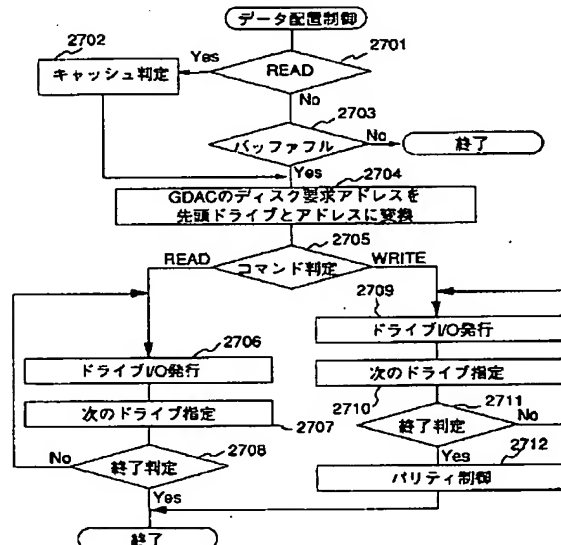 データ配置制御
2702
2701
Yes
キャッシュ判定
READ
No
2703
バッファフル
No
終了
Yes
2704
GDACのディスク要求アドレスを
先頭ドライブとアドレスに変換
2705
READ
コマンド判定
WRITE
2709
2706
ドライブI/O発行
ドライブI/O発行
次のドライブ指定
次のドライブ指定
2707
2710
2711
終了判定
No
No
2708
終了判定
Yes
2712
パリティ制御
Yes
終了